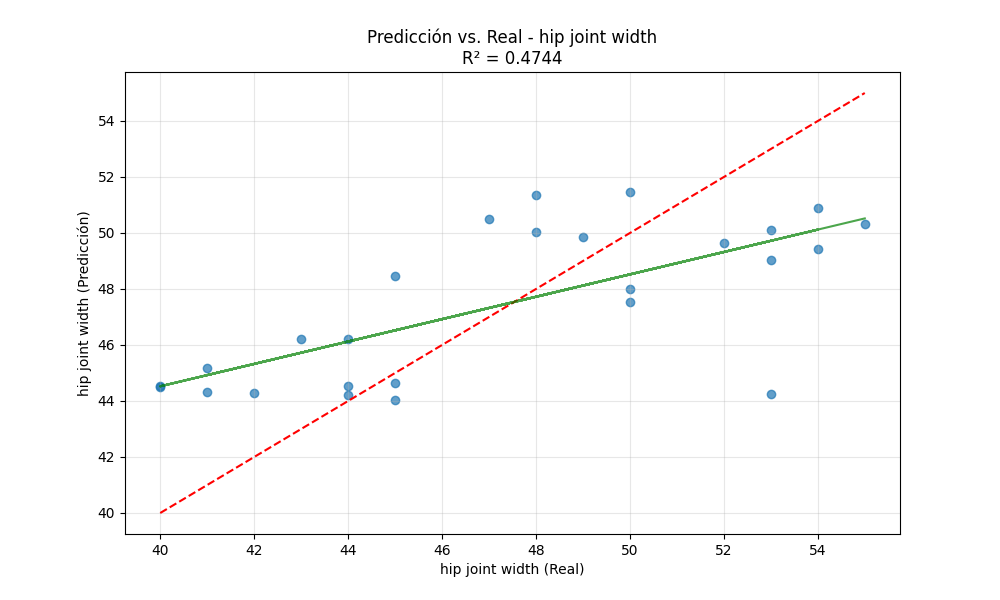 Predicción vs. Real - hip joint width
R² = 0.4744
hip joint width (Predicción)
54
52
50
48
46
44
42
40
40 42 44 46 48 50 52 54
hip joint width (Real)